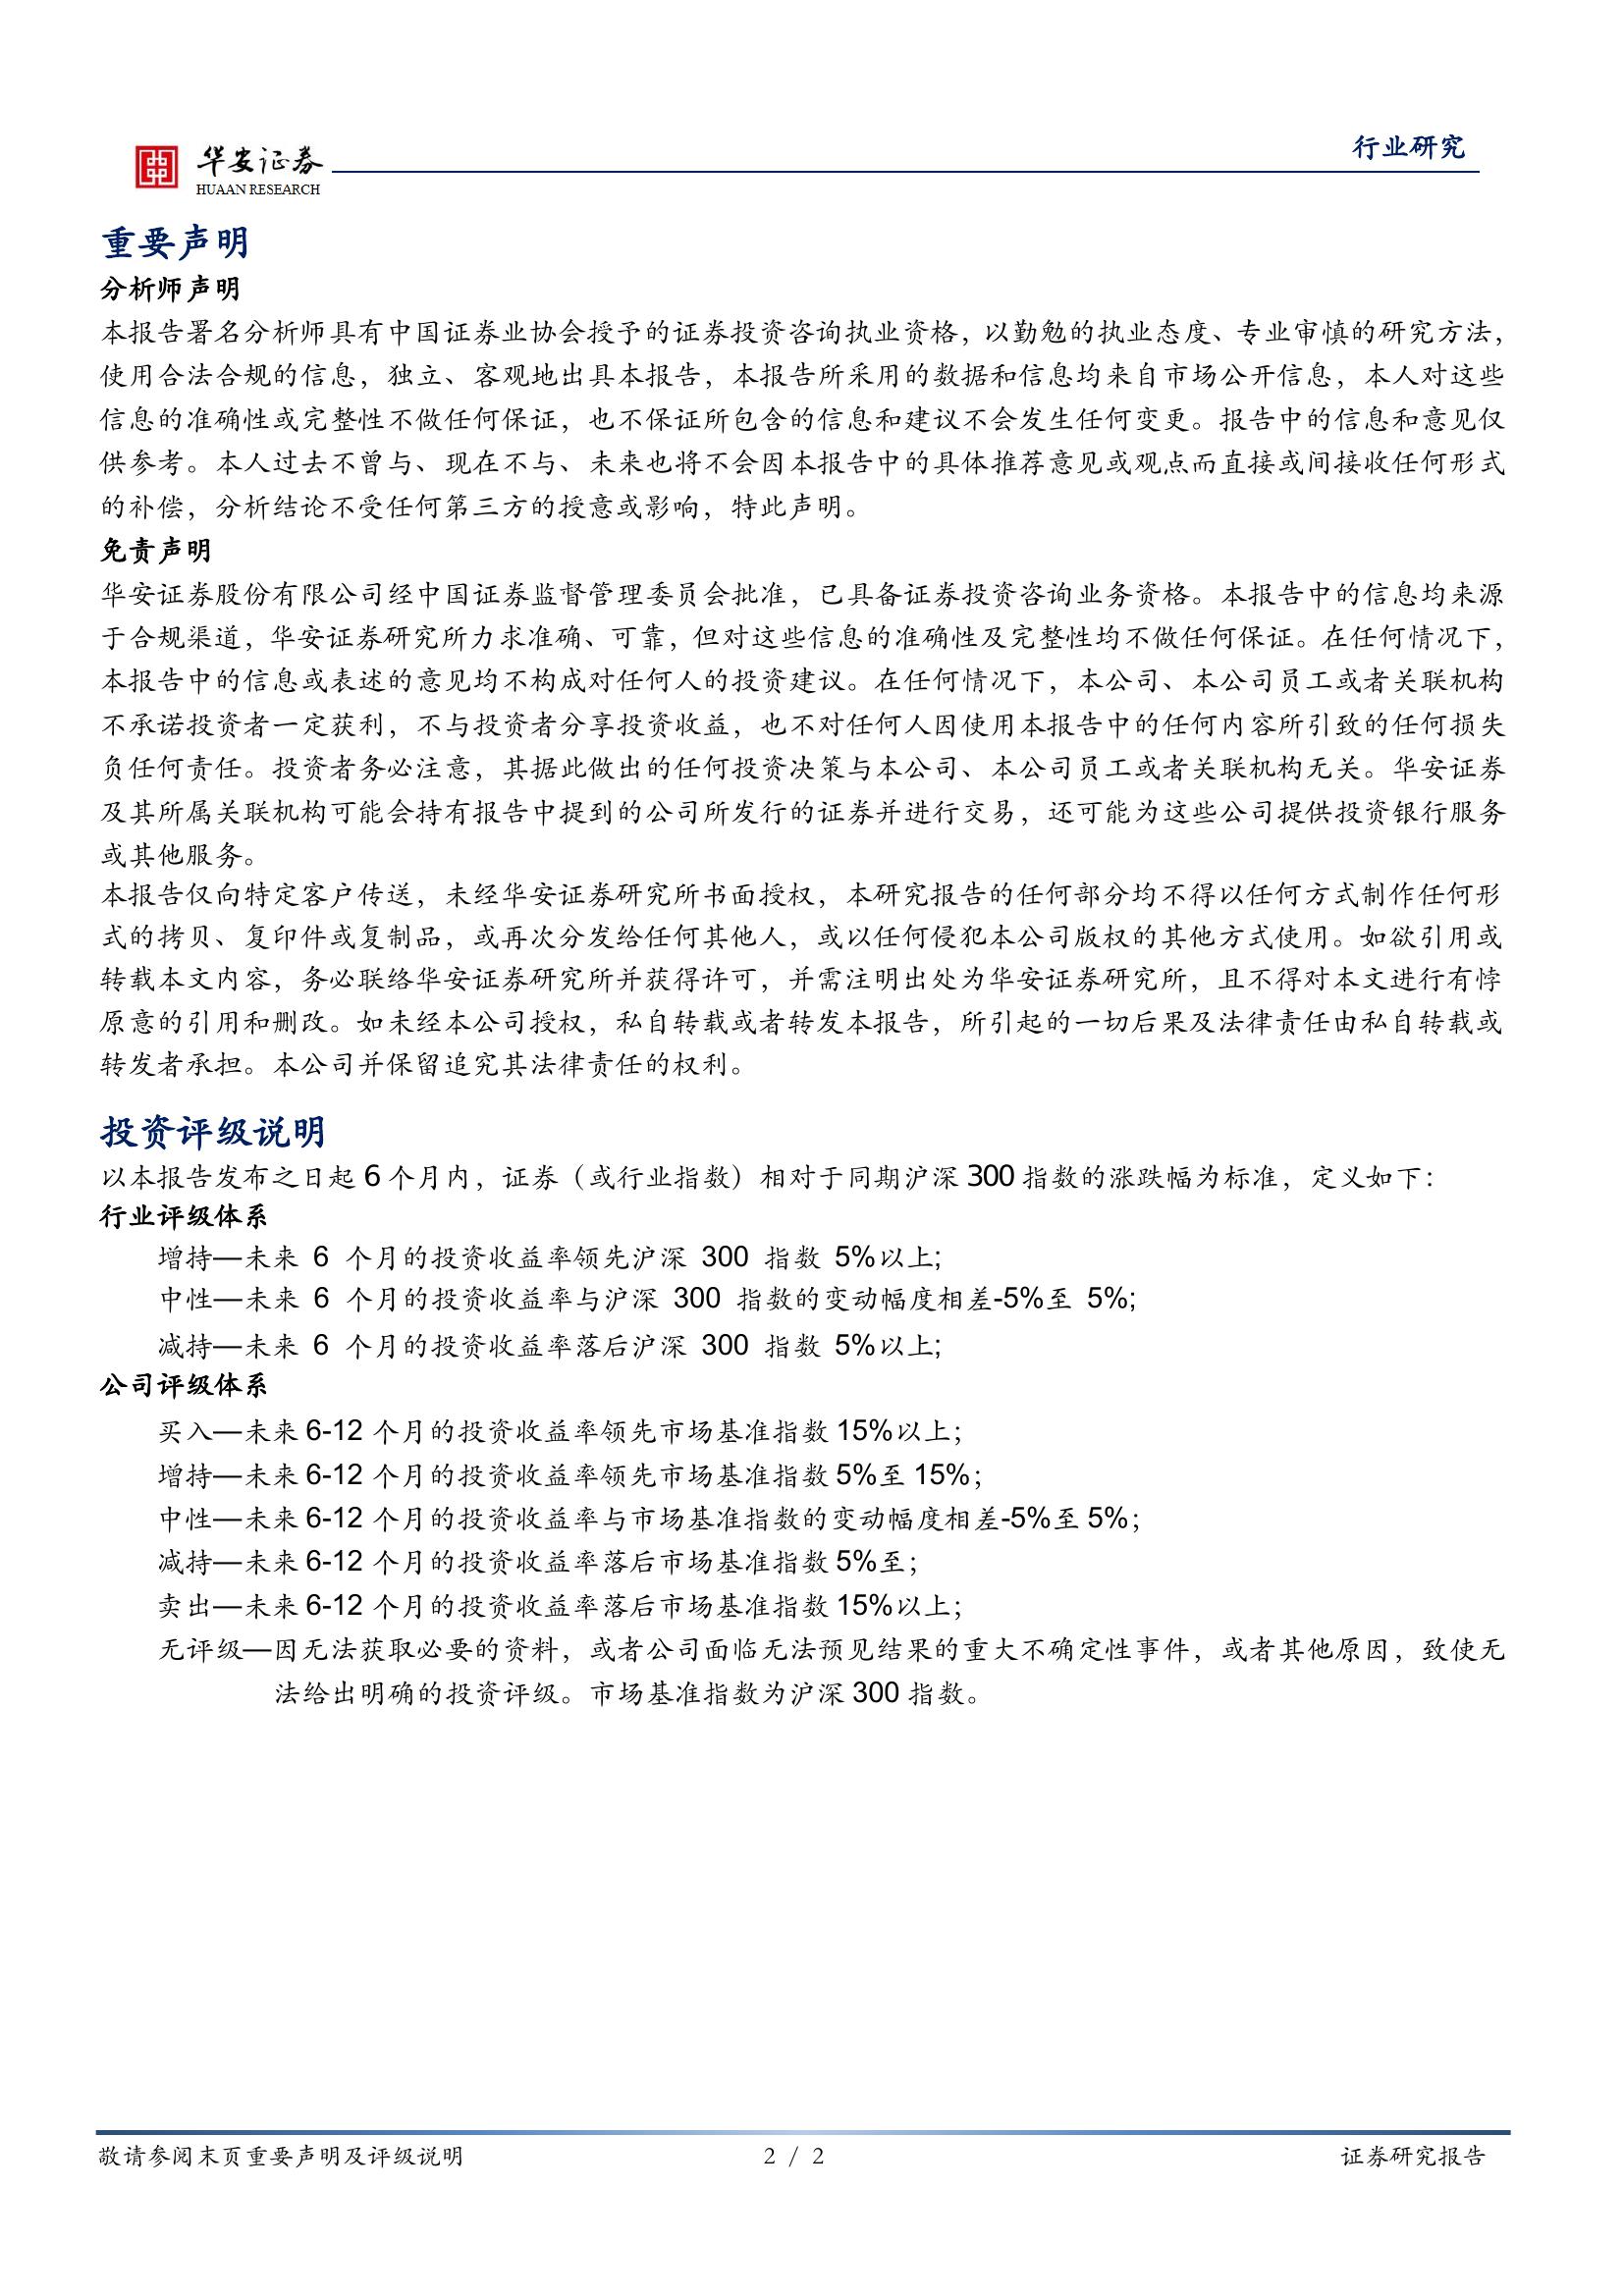 华安证券
HUAAN RESEARCH
行业研究
重要声明
分析师声明
本报告署名分析师具有中国证券业协会授予的证券投资咨询执业资格，以勤勉的执业态度、专业审慎的研究方法，
使用合法合规的信息，独立、客观地出具本报告，本报告所采用的数据和信息均来自市场公开信息，本人对这些
信息的准确性或完整性不做任何保证，也不保证所包含的信息和建议不会发生任何变更。报告中的信息和意见仅
供参考。本人过去不曾与、现在不与、未来也将不会因本报告中的具体推荐意见或观点而直接或间接收任何形式
的补偿，分析结论不受任何第三方的授意或影响，特此声明。
免责声明
华安证券股份有限公司经中国证券监督管理委员会批准，已具备证券投资咨询业务资格。本报告中的信息均来源
于合规渠道，华安证券研究所力求准确、可靠，但对这些信息的准确性及完整性均不做任何保证。在任何情况下，
本报告中的信息或表述的意见均不构成对任何人的投资建议。在任何情况下，本公司、本公司员工或者关联机构
不承诺投资者一定获利，不与投资者分享投资收益，也不对任何人因使用本报告中的任何内容所引致的任何损失
负任何责任。投资者务必注意，其据此做出的任何投资决策与本公司、本公司员工或者关联机构无关。华安证券
及其所属关联机构可能会持有报告中提到的公司所发行的证券并进行交易，还可能为这些公司提供投资银行服务
或其他服务。
本报告仅向特定客户传送，未经华安证券研究所书面授权，本研究报告的任何部分均不得以任何方式制作任何形
式的拷贝、复印件或复制品，或再次分发给任何其他人，或以任何侵犯本公司版权的其他方式使用。如欲引用或
转载本文内容，务必联络华安证券研究所并获得许可，并需注明出处为华安证券研究所，且不得对本文进行有悖
原意的引用和删改。如未经本公司授权，私自转载或者转发本报告，所引起的一切后果及法律责任由私自转载或
转发者承担。本公司并保留追究其法律责任的权利。
投资评级说明
以本报告发布之日起 6 个月内，证券（或行业指数）相对于同期沪深 300 指数的涨跌幅为标准，定义如下：
行业评级体系
增持—未来 6 个月的投资收益率领先沪深 300 指数 5%以上;
中性—未来 6 个月的投资收益率与沪深 300 指数的变动幅度相差-5%至 5%;
减持—未来 6 个月的投资收益率落后沪深 300 指数 5%以上;
公司评级体系
买入—未来 6-12 个月的投资收益率领先市场基准指数 15%以上；
增持—未来 6-12 个月的投资收益率领先市场基准指数 5%至 15%；
中性—未来 6-12 个月的投资收益率与市场基准指数的变动幅度相差-5%至 5%；
减持—未来 6-12 个月的投资收益率落后市场基准指数 5%至；
卖出—未来 6-12 个月的投资收益率落后市场基准指数 15%以上；
无评级—因无法获取必要的资料，或者公司面临无法预见结果的重大不确定性事件，或者其他原因，致使无
法给出明确的投资评级。市场基准指数为沪深 300 指数。
敬请参阅末页重要声明及评级说明
2 / 2
证券研究报告